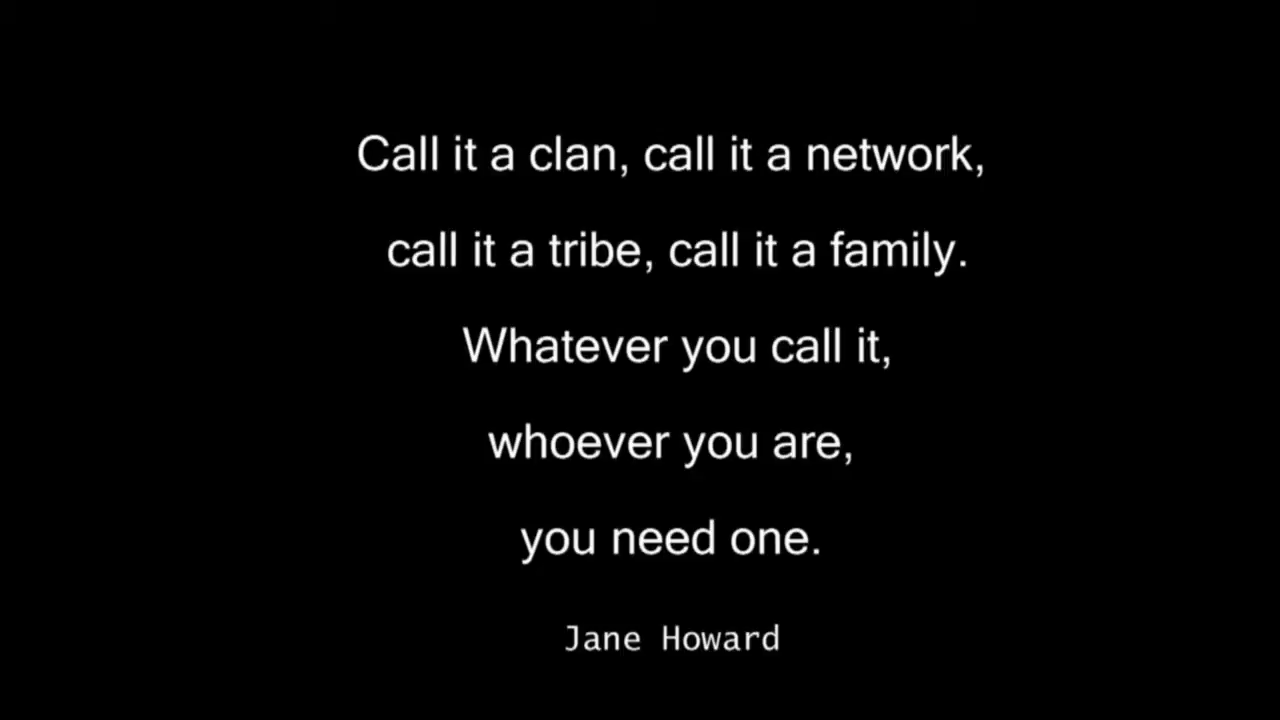 Call it a clan, call it a network,
call it a tribe, call it a family.
Whatever you call it,
whoever you are,
you need one.
Jane Howard